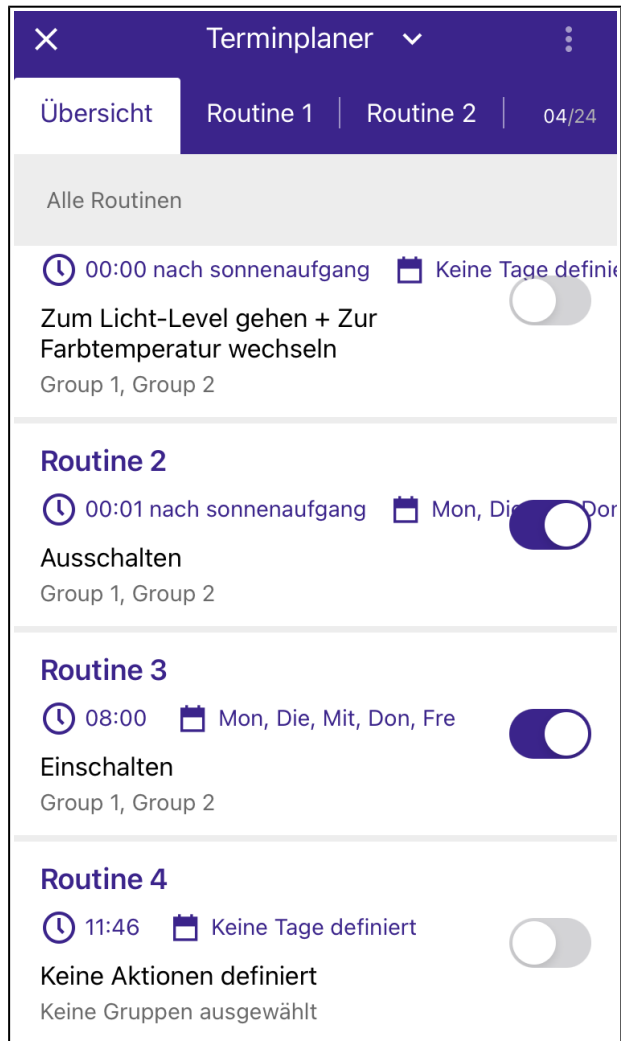 Terminplaner
Übersicht Routine 1 Routine 2 04/24
Alle Routinen
00:00 nach sonnenaufgang Keine Tage
Zum Licht-Level gehen + Zur
Farbtemperatur wechseln
Group 1, Group 2
Routine 2
00:01 nach sonnenaufgang Mon,
Ausschalten
Group 1, Group 2
Routine 3
08:00 Mon, Die, Mit, Don, Fre
Einschalten
Group 1, Group 2
Routine 4
11:46 Keine Tage definiert
Keine Aktionen definiert
Keine Gruppen ausgewählt